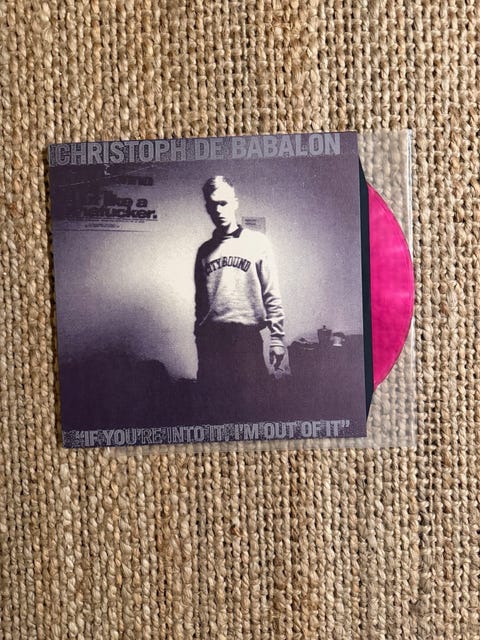 CHRISTOPH DE BABALON
like a
CITYBOUND
"IF YOU'RE INTO IT, I'M OUT OF IT"